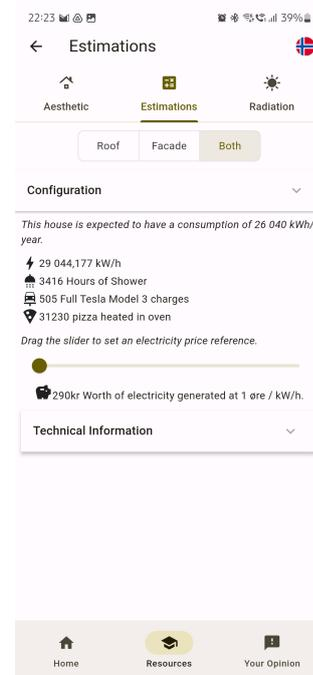 22:23 39%
Estimations
Aesthetic Estimations Radiation
Roof Facade Both
Configuration
This house is expected to have a consumption of 26 040 kWh/
year.
29 044,177 kW/h
3416 Hours of Shower
505 Full Tesla Model 3 charges
31230 pizza heated in oven
Drag the slider to set an electricity price reference.
290kr Worth of electricity generated at 1 øre / kW/h.
Technical Information
Home Resources Your Opinion